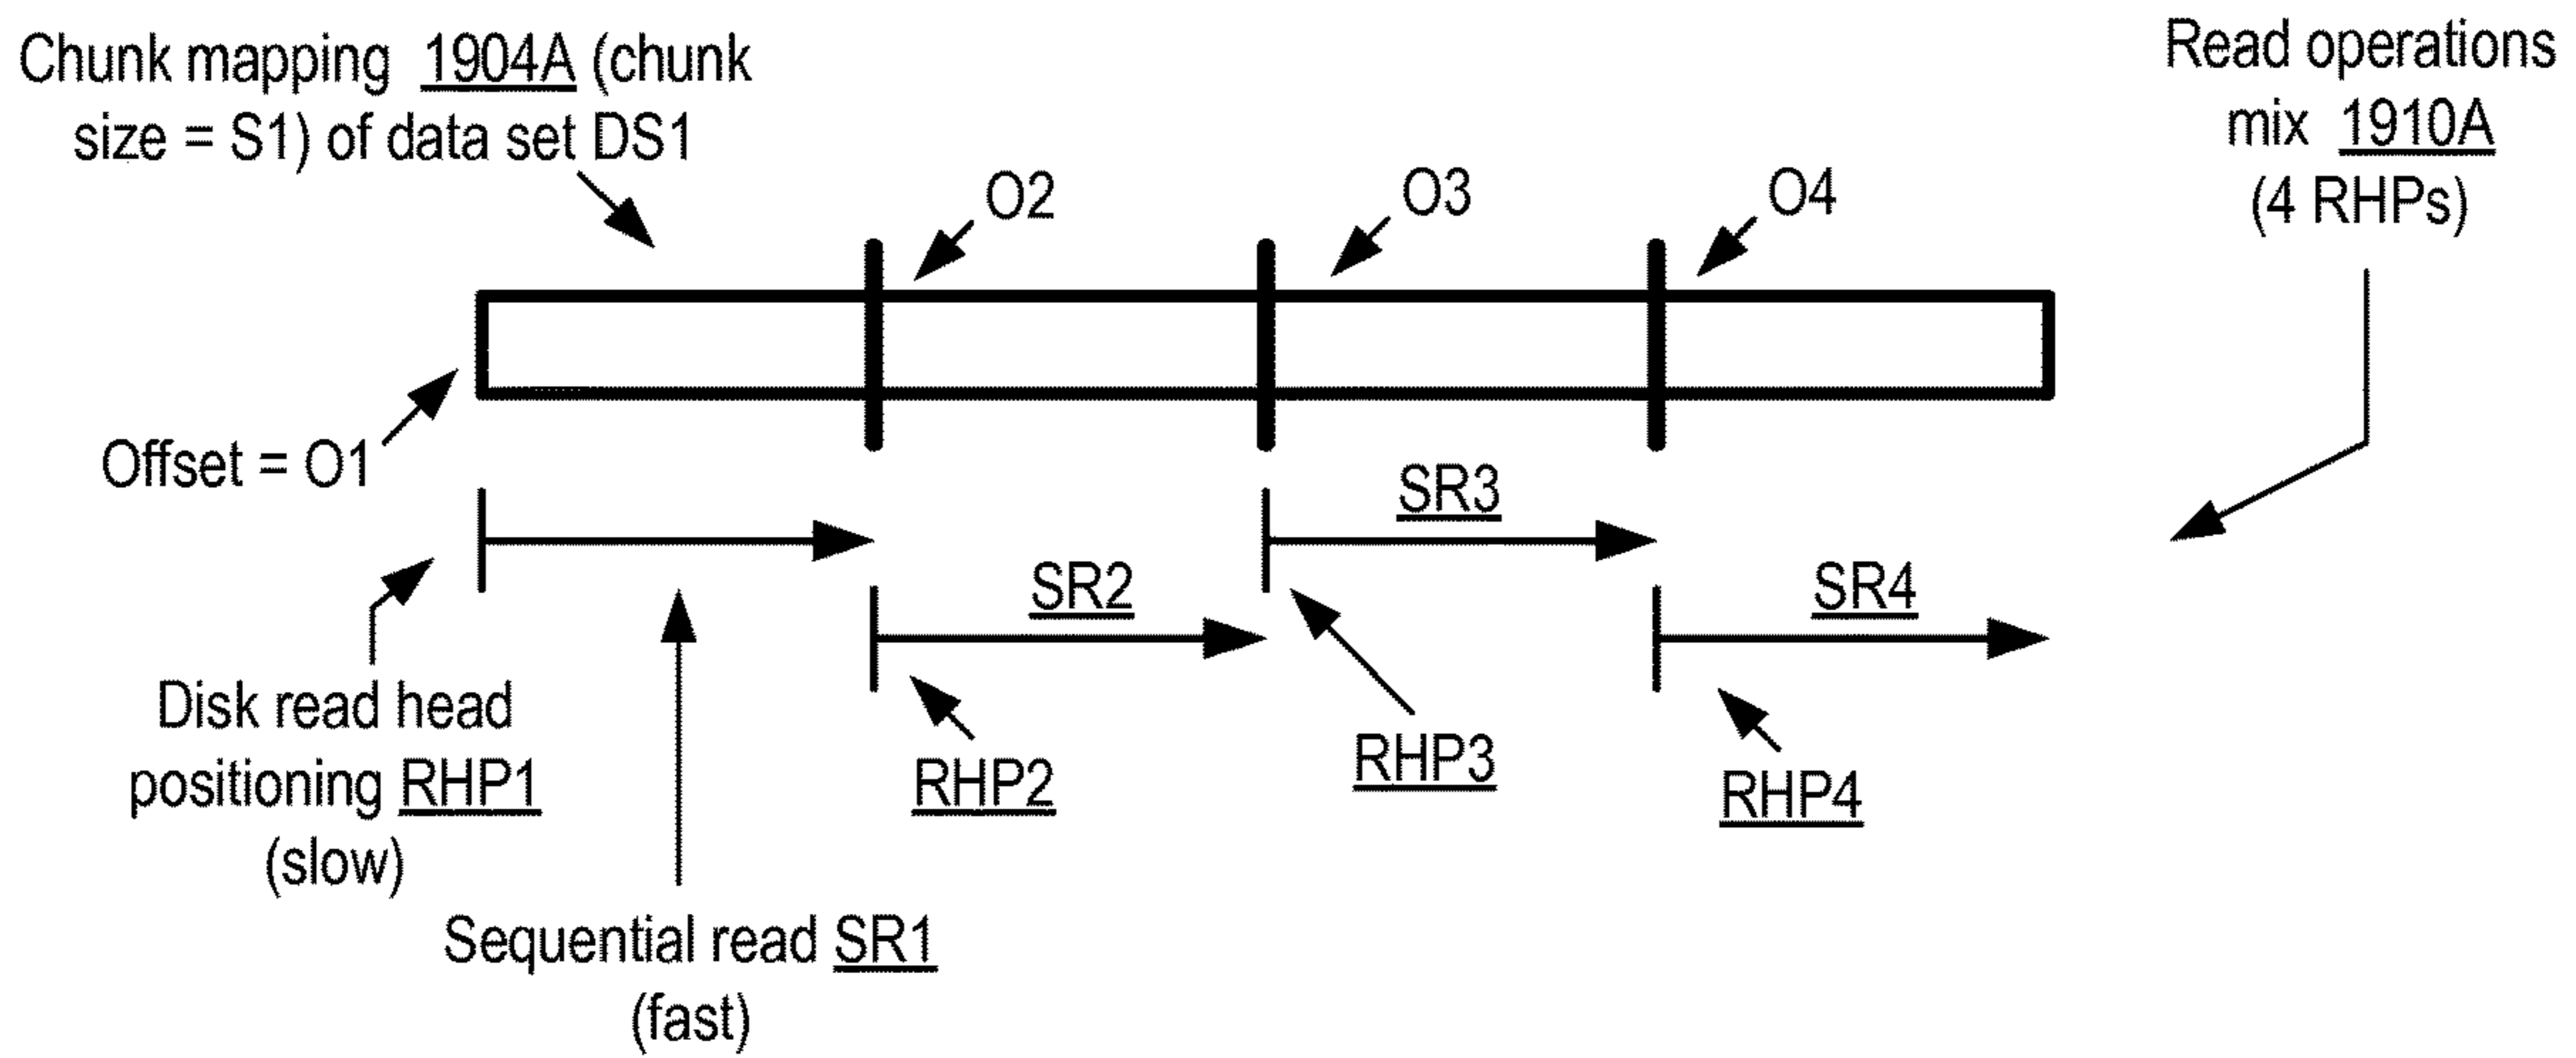 Chunk mapping 1904A (chunk
size = S1) of data set DS1
Read operations
mix 1910A
(4 RHPs)
O2
O3
O4
Offset = O1
SR3
SR2
SR4
Disk read head
positioning RHP1
(slow)
RHP2
RHP3
RHP4
Sequential read SR1
(fast)